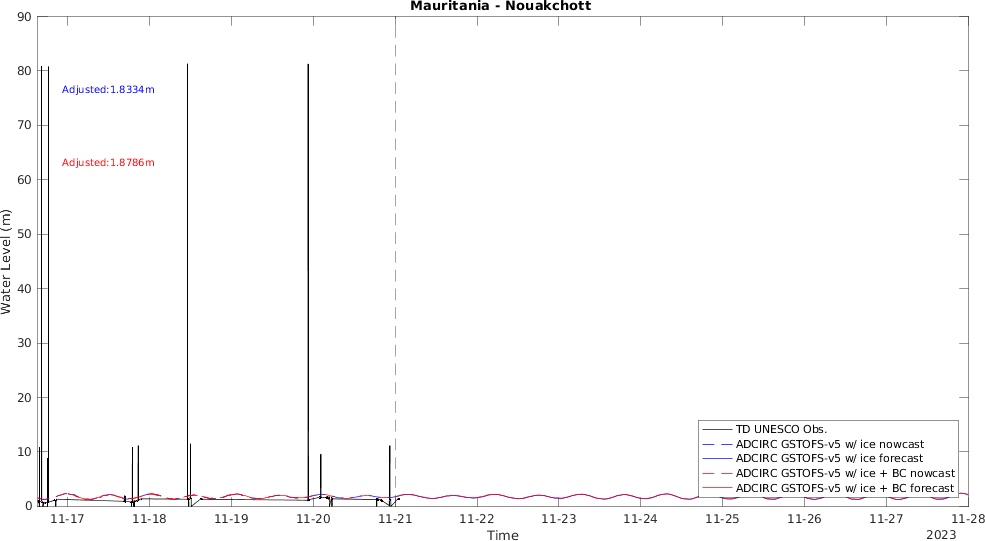 Mauritania - Nouakchott
Water Level (m)
90
80
70
60
50
40
30
20
10
0
Adjusted:1.8334m
Adjusted:1.8786m
TD UNESCO Obs.
ADCIRC GSTOFS-v5 w/ ice nowcast
ADCIRC GSTOFS-v5 w/ ice forecast
ADCIRC GSTOFS-v5 w/ ice + BC nowcast
ADCIRC GSTOFS-v5 w/ ice + BC forecast
11-17 11-18 11-19 11-20 11-21 11-22 11-23 11-24 11-25 11-26 11-27 11-28
Time
2023